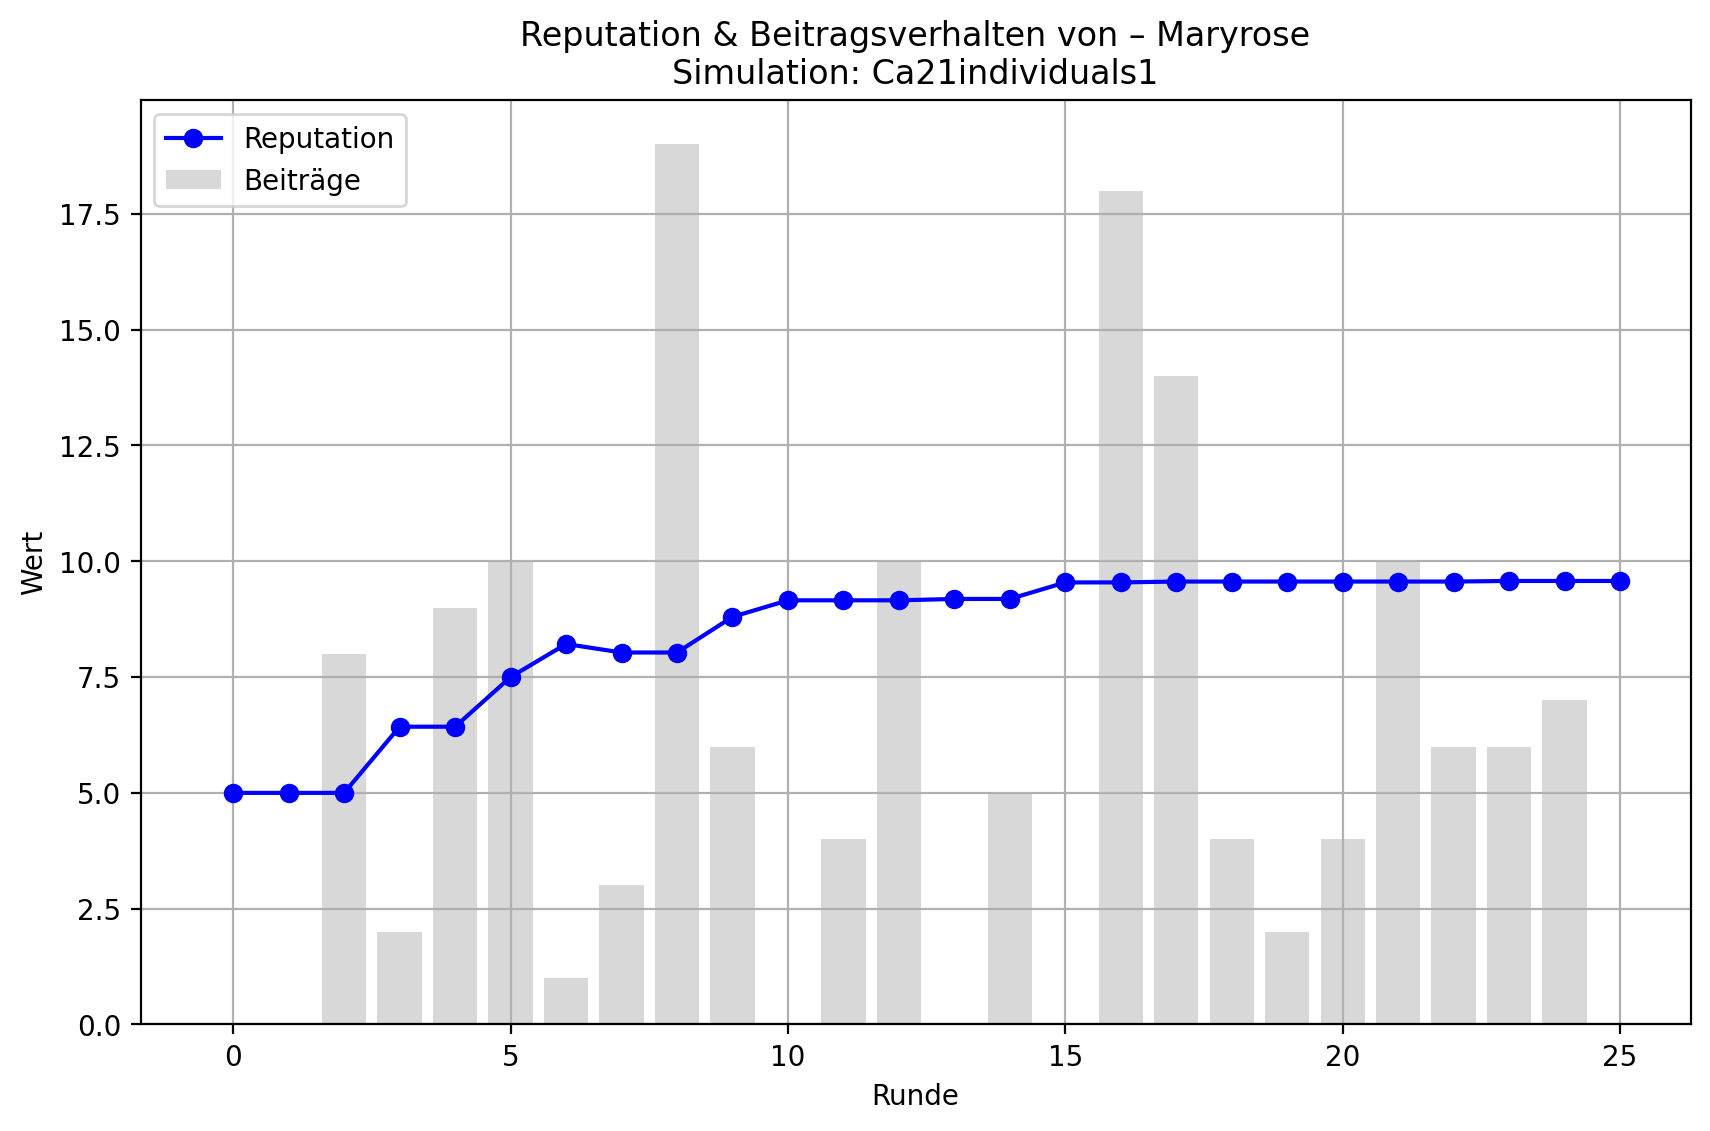 Reputation & Beitragsverhalten von – Maryrose
Simulation: Ca21individuals1
Reputation
Beiträge
17.5
15.0
12.5
10.0
7.5
5.0
2.5
0.0
Wert
0 5 10 15 20 25
Runde